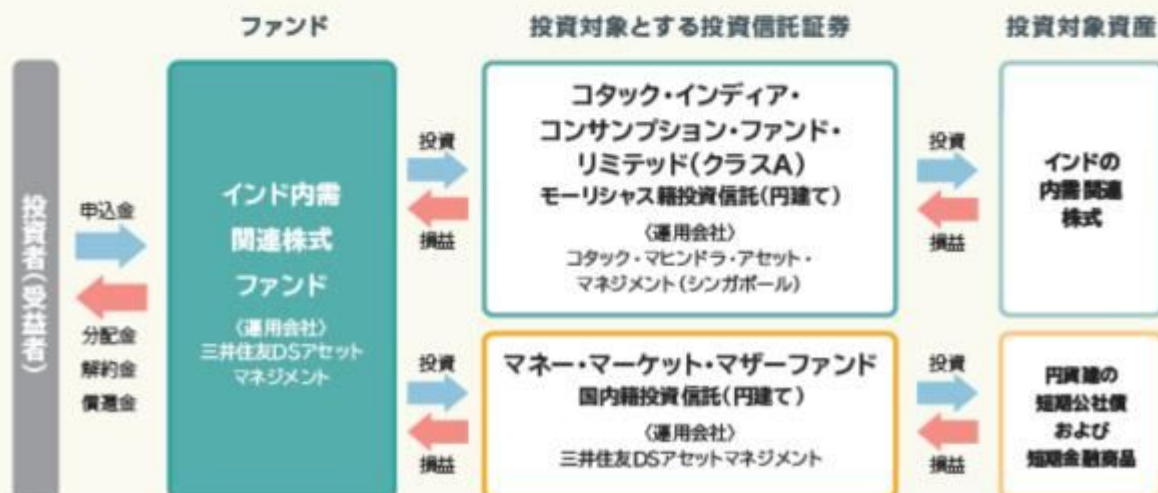 ファンド
投資対象とする投資信託証券
投資対象資産
投資者(受益者)
申込金
分配金
解約金
償還金
インド内需
関連株式
ファンド
〈運用会社〉
三井住友DSアセット
マネジメント
投資
損益
コタック・インディア・
コンサンプション・ファンド・
リミテッド(クラスA)
モーリシャス籍投資信託(円建て)
〈運用会社〉
コタック・マヒンドラ・アセット・
マネジメント(シンガポール)
投資
損益
インドの
内需関連
株式
投資
損益
マネー・マーケット・マザーファンド
国内籍投資信託(円建て)
〈運用会社〉
三井住友DSアセットマネジメント
投資
損益
円貨建の
短期公社債
および
短期金融商品